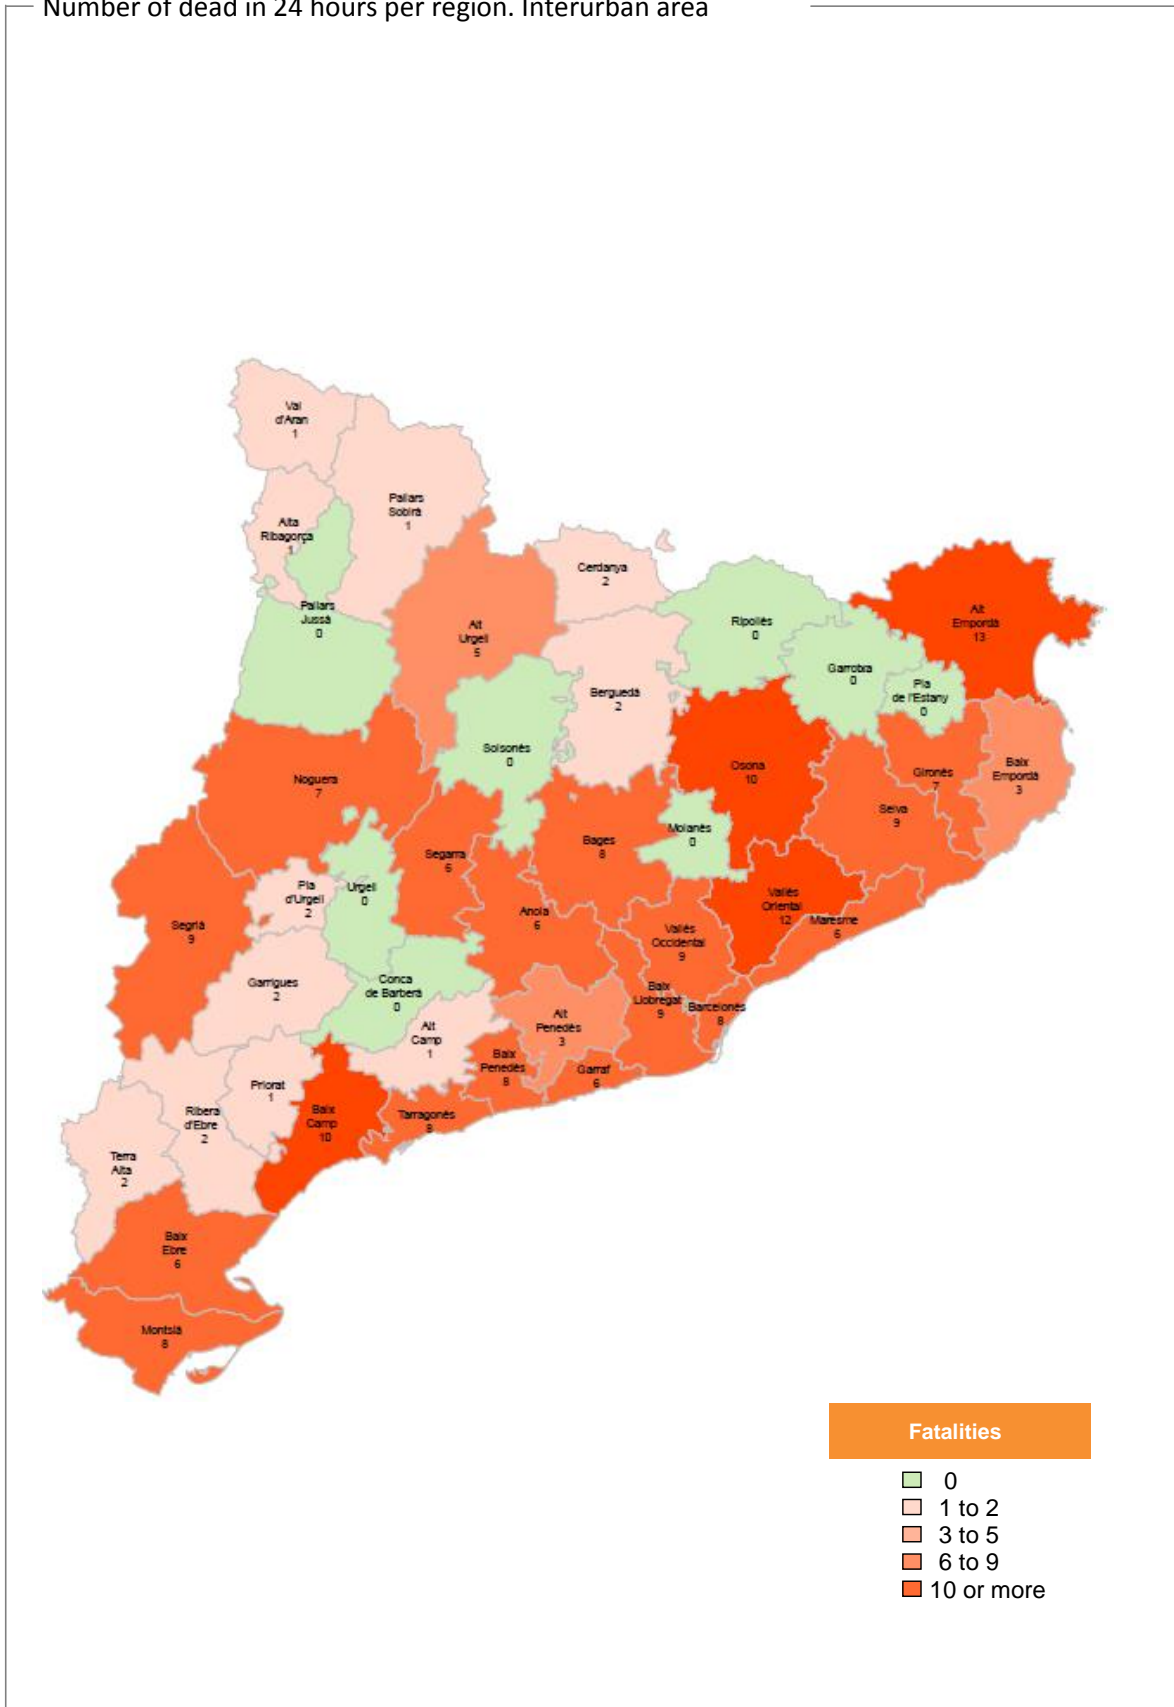 Number of dead in 24 hours per region. Interurban area
Val
d'Aran
1
Pallars
Sobirà
1
Alta
Ribagorça
1
Cerdanya
2
Pallars
Jussà
0
Alt
Urgell
5
Ripollès
0
Alt
Empordà
13
Garrotxa
0
Pla
de l'Estany
0
Berguedà
2
Solsonès
0
Osona
10
Gironès
7
Baix
Empordà
3
Noguera
7
Selva
9
Moianès
0
Bages
8
Segarra
6
Pla
d'Urgell
2
Urgell
0
Vallès
Oriental
12
Maresme
6
Anoia
6
Segrià
9
Vallès
Occidental
9
Garrigues
2
Conca
de Barberà
0
Baix
Llobregat
9
Barcelonès
8
Alt
Penedès
3
Alt
Camp
1
Baix
Penedès
8
Garraf
6
Priorat
1
Baix
Camp
10
Tarragonès
8
Ribera
d'Ebre
2
Terra
Alta
2
Baix
Ebre
6
Montsià
8
Fatalities
0
1 to 2
3 to 5
6 to 9
10 or more